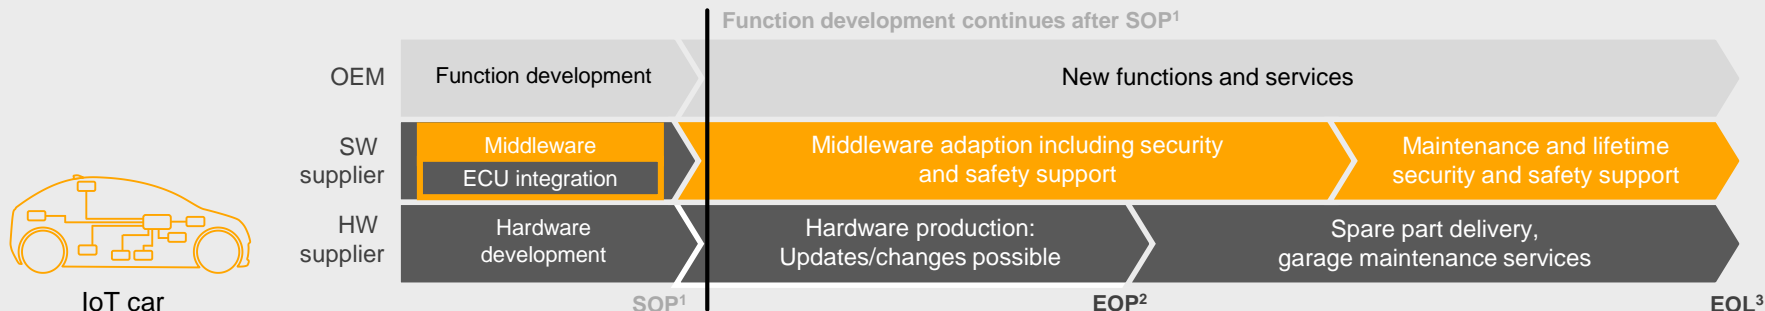 Function development continues after SOP¹
OEM
Function development
New functions and services
SW
supplier
Middleware
ECU integration
Middleware adaption including security
and safety support
Maintenance and lifetime
security and safety support
HW
supplier
Hardware
development
Hardware production:
Updates/changes possible
Spare part delivery,
garage maintenance services
IoT car
SOP¹
EOP²
EOL³